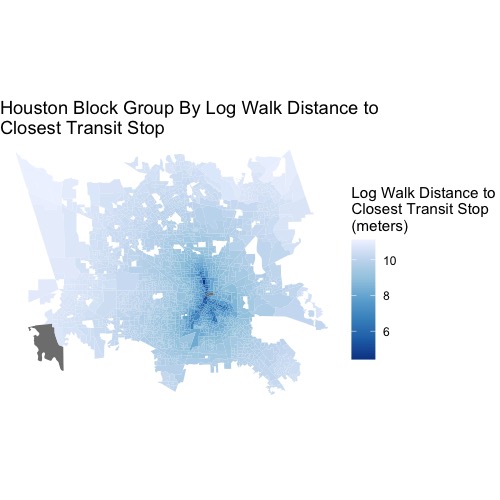 Houston Block Group By Log Walk Distance to
Closest Transit Stop
Log Walk Distance to
Closest Transit Stop
(meters)
10
8
6